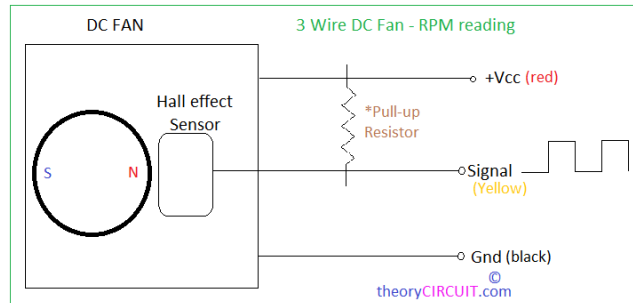 DC FAN
3 Wire DC Fan - RPM reading
+Vcc (red)
Hall effect
Sensor
*Pull-up
Resistor
S
N
Signal
(Yellow)
Gnd (black)
©
theoryCIRCUIT.com